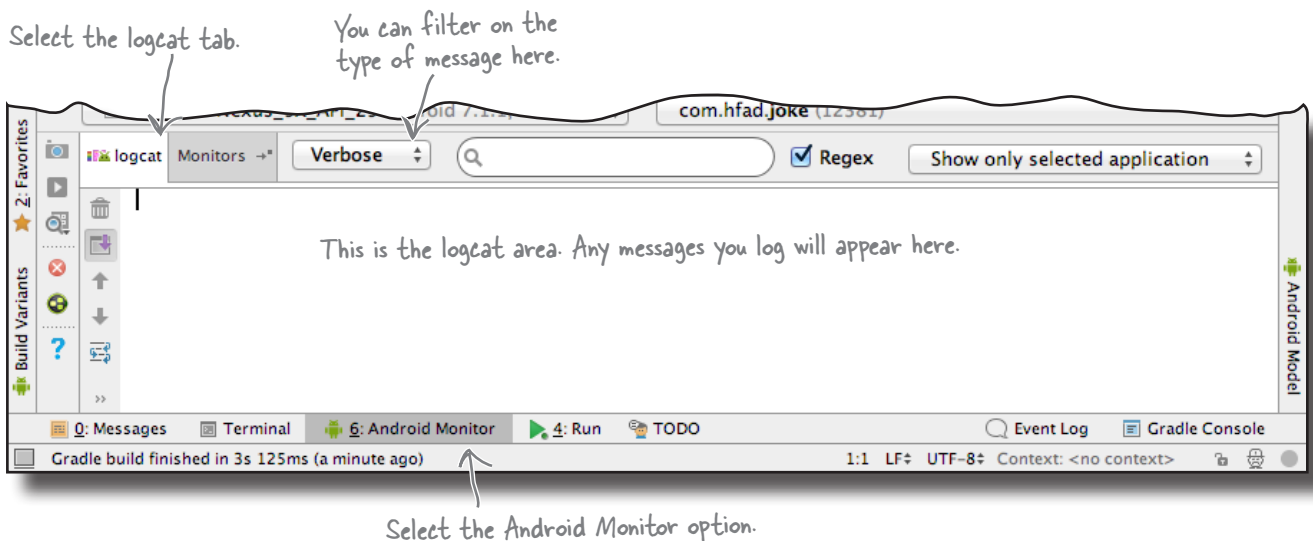 Select the logcat tab.
You can filter on the
type of message here.
com.hfad.joke (12381)
2: Favorites
logcat Monitors Verbose Regex Show only selected application
This is the logcat area. Any messages you log will appear here.
Build Variants
Android Model
0: Messages Terminal 6: Android Monitor 4: Run TODO Event Log Gradle Console
Gradle build finished in 3s 125ms (a minute ago) 1:1 LF UTF-8 Context: <no context>
Select the Android Monitor option.